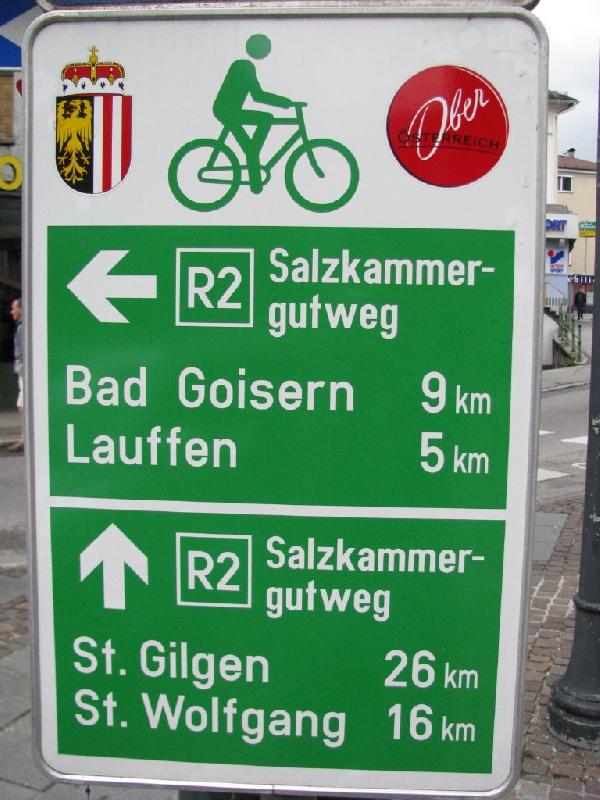 Ober
ÖSTERREICH
R2 Salzkammer-
gutweg
Bad Goisern 9 km
Lauffen 5 km
R2 Salzkammer-
gutweg
St. Gilgen 26 km
St. Wolfgang 16 km